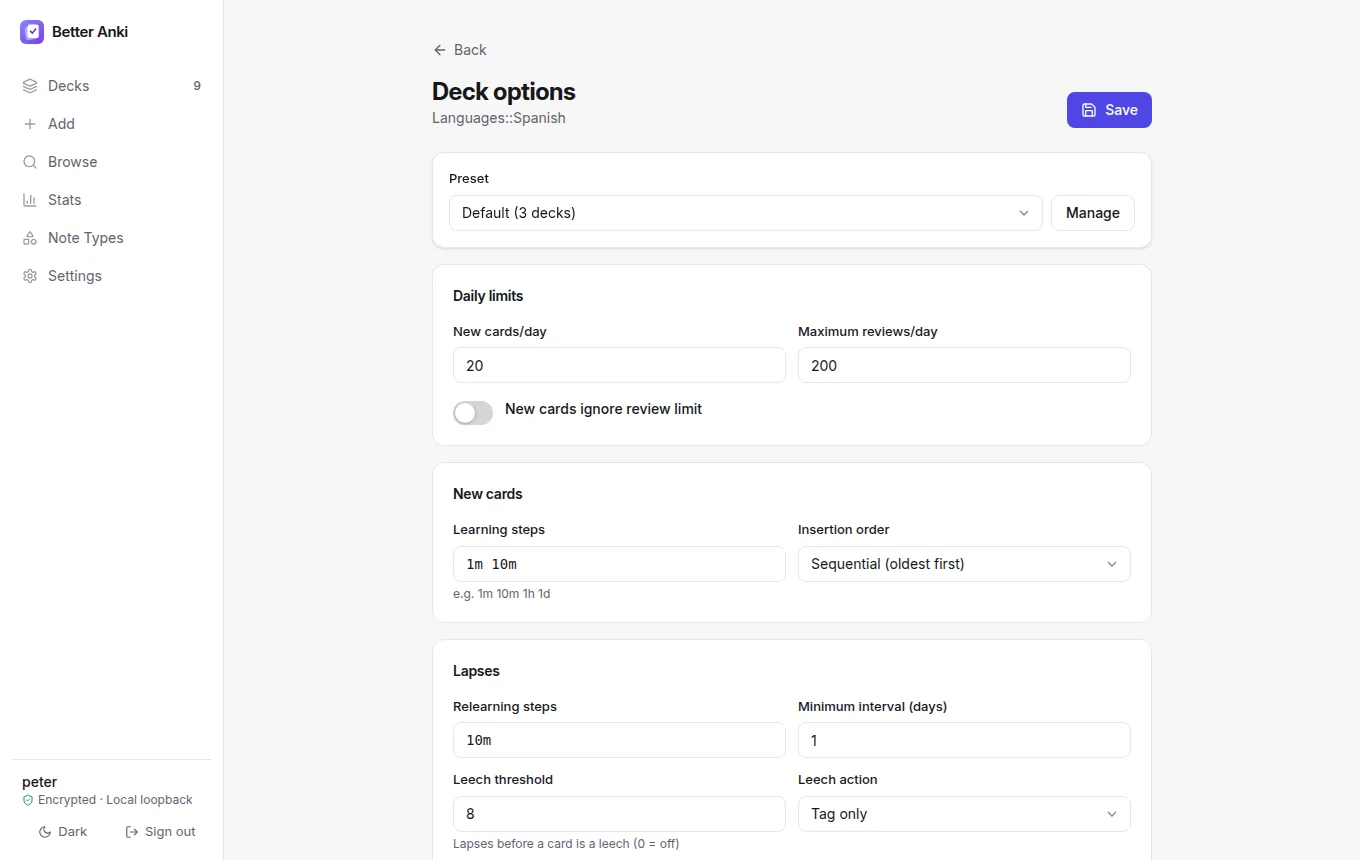 Better Anki
Decks 9
Add
Browse
Stats
Note Types
Settings
peter
Encrypted · Local loopback
Dark Sign out
Back
Deck options
Languages::Spanish
Save
Preset
Default (3 decks)
Manage
Daily limits
New cards/day Maximum reviews/day
20 200
New cards ignore review limit
New cards
Learning steps Insertion order
1m 10m Sequential (oldest first)
e.g. 1m 10m 1h 1d
Lapses
Relearning steps Minimum interval (days)
10m 1
Leech threshold Leech action
8 Tag only
Lapses before a card is a leech (0 = off)